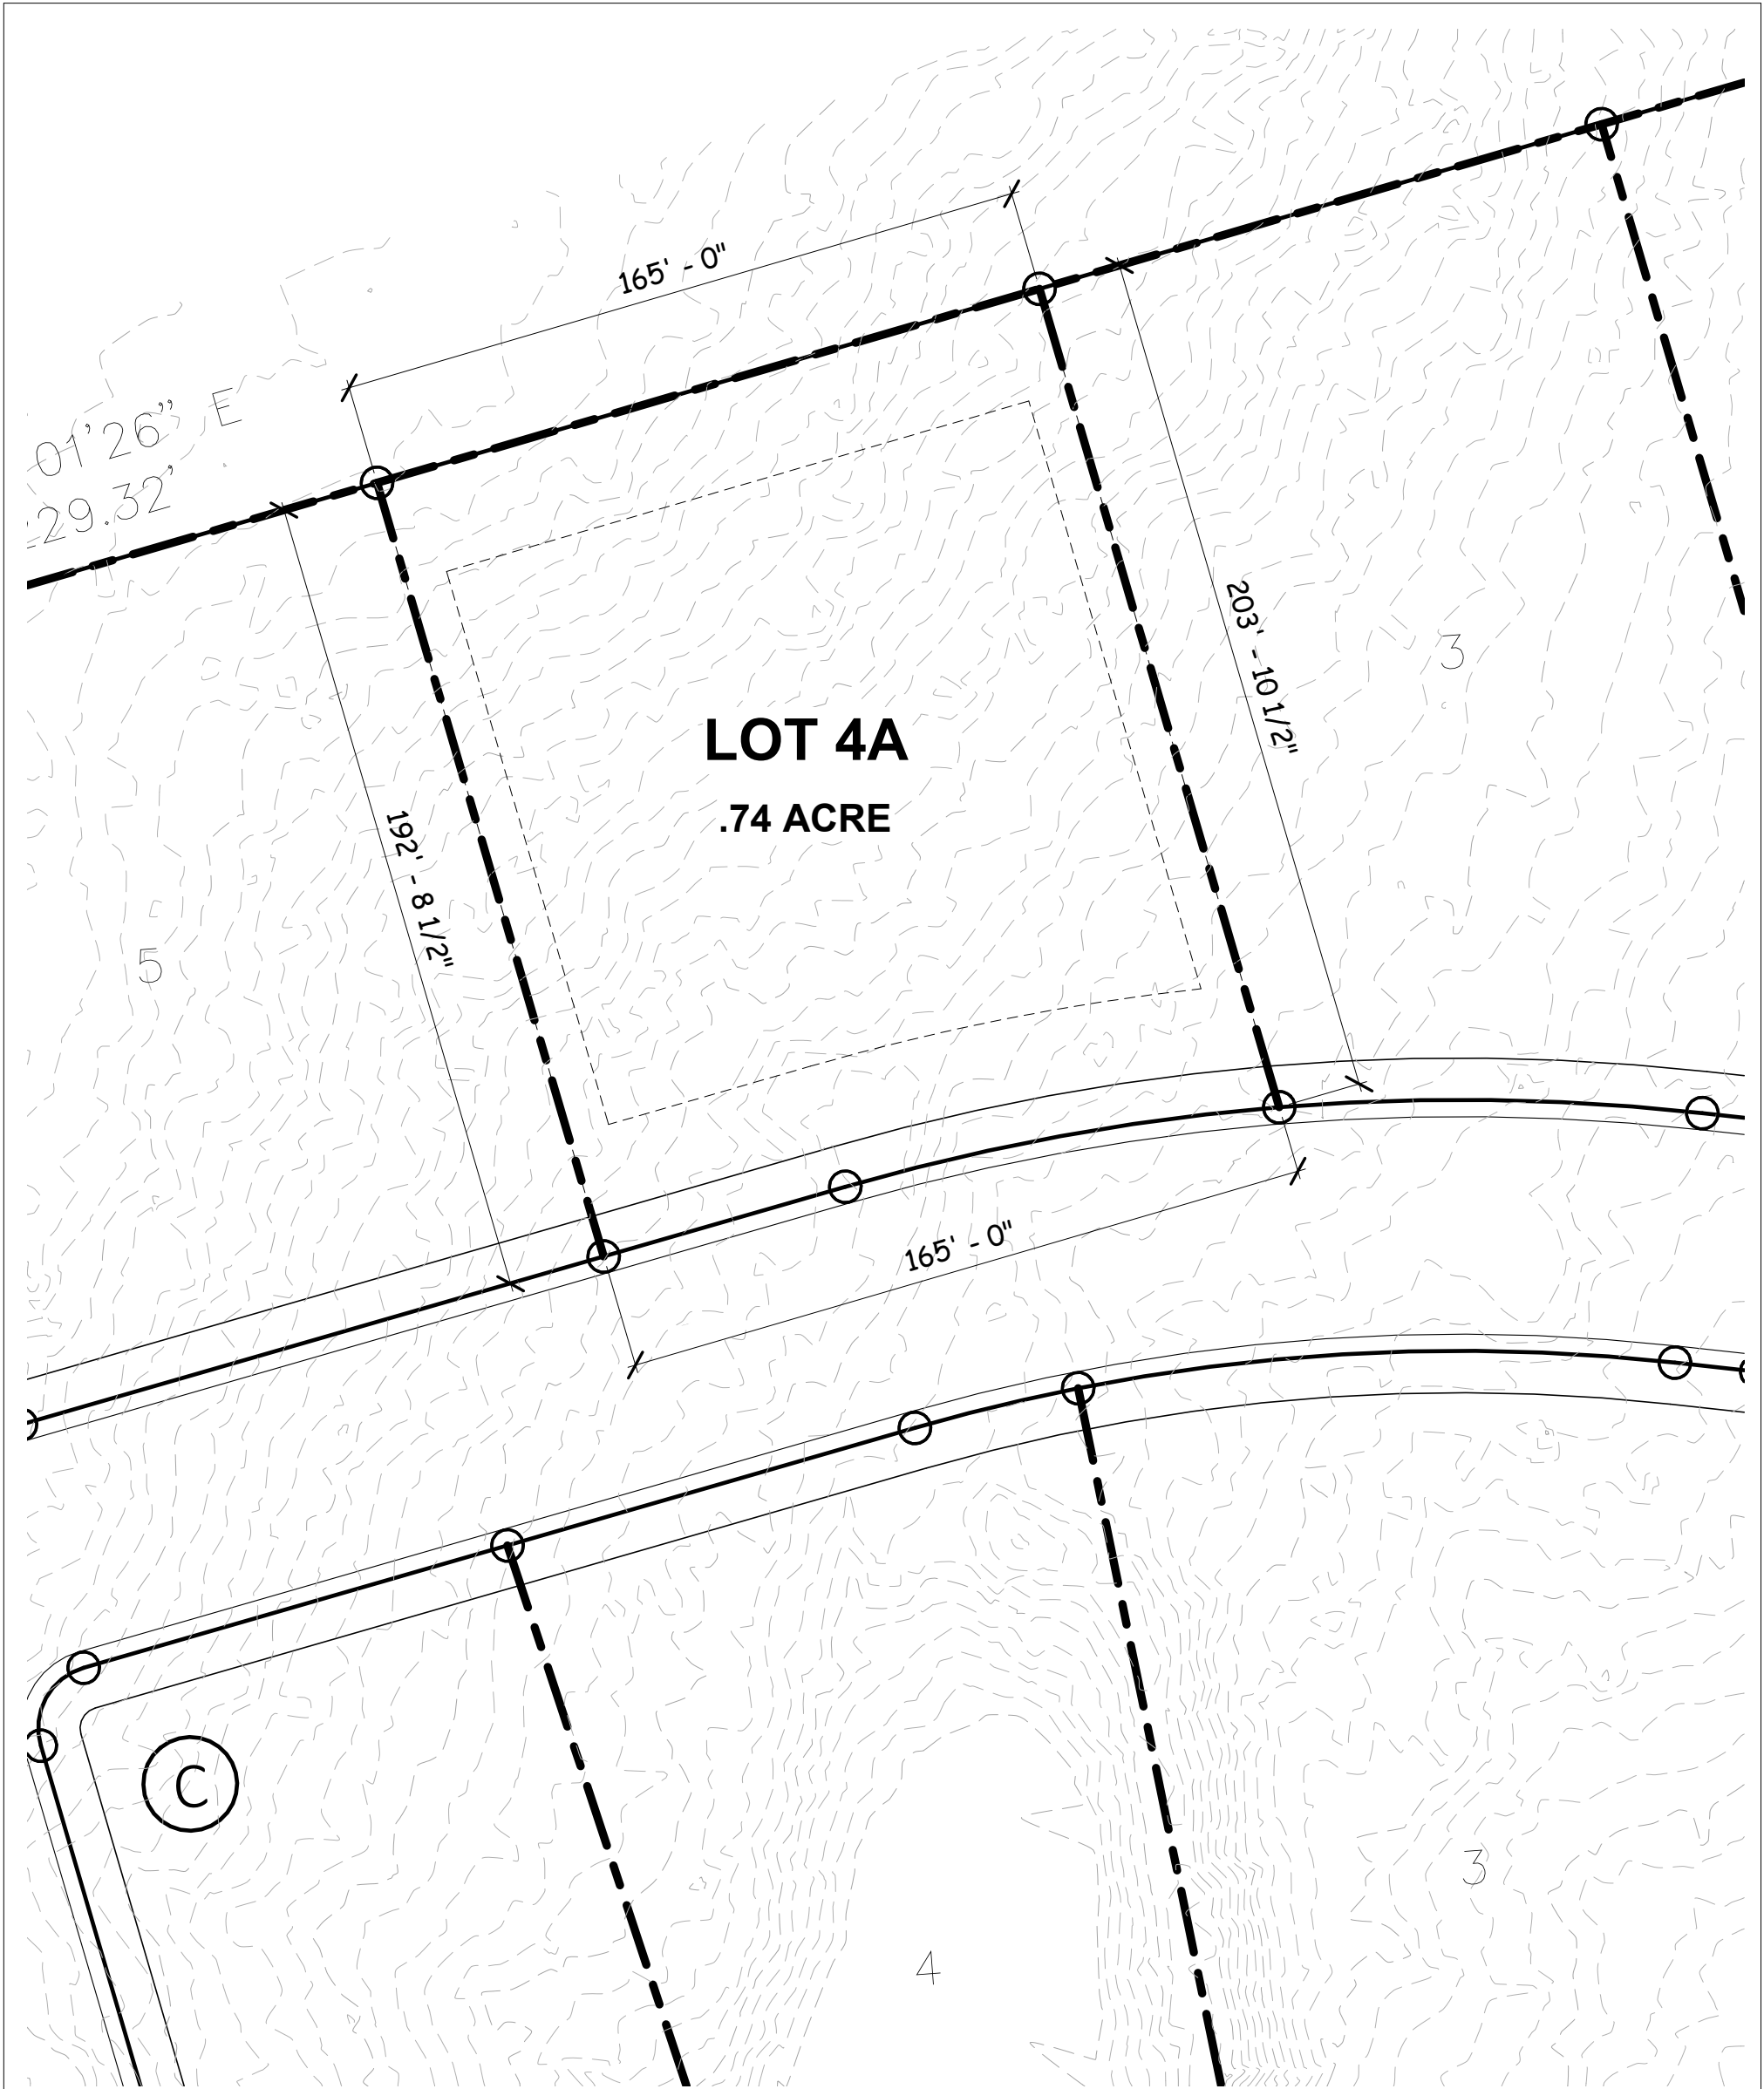 165' - 0"
01'26” E
29.32'
203' - 10 1/2"
3
LOT 4A
.74 ACRE
192' - 8 1/2"
5
165' - 0"
C
3
4